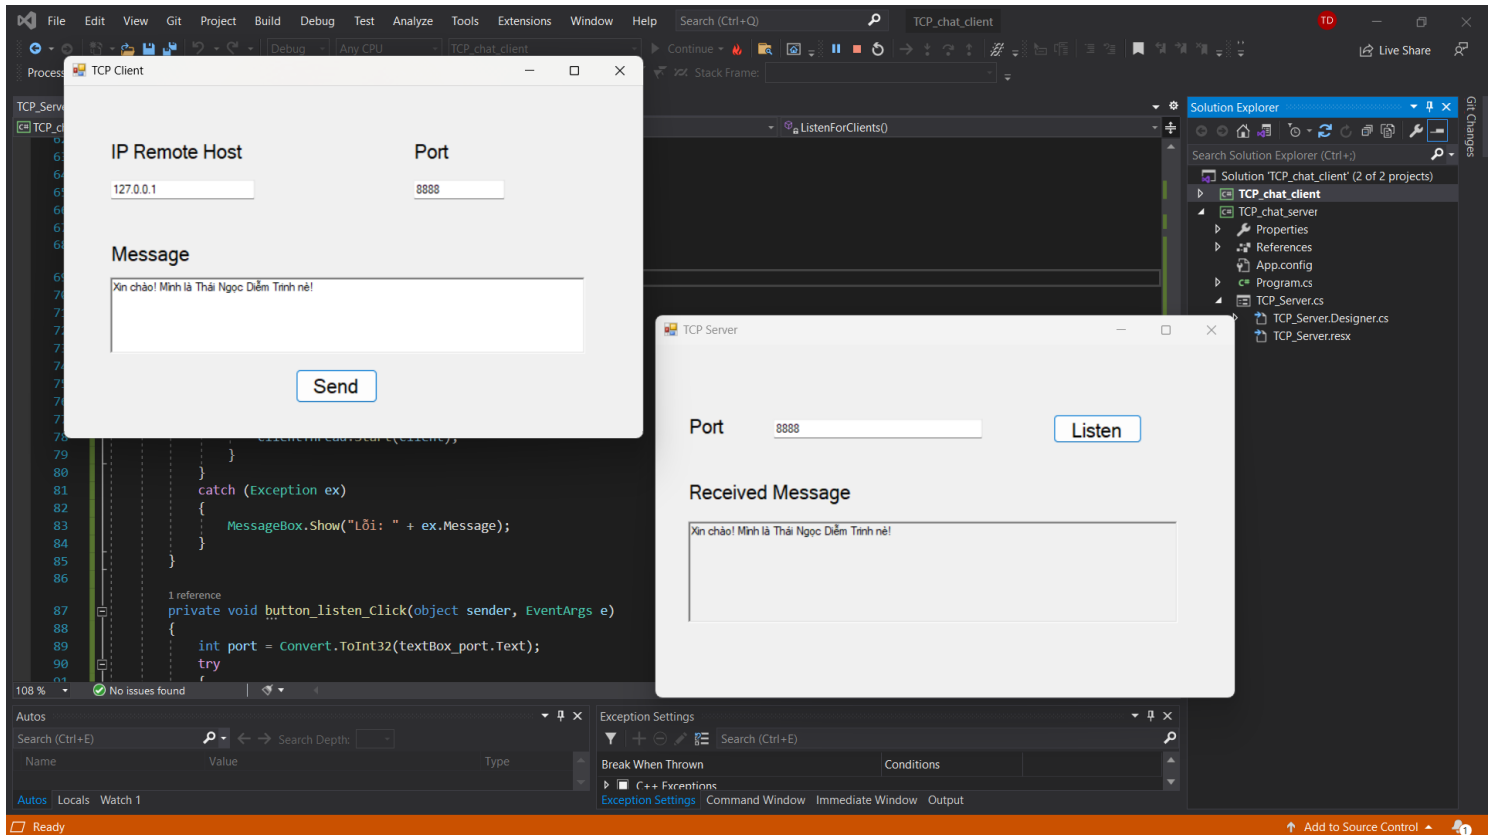 File Edit View Git Project Build Debug Test Analyze Tools Extensions Window Help Search (Ctrl+Q) TCP_chat_client TD
Debug Any CPU TCP_chat_client Continue Live Share
Process Stack Frame:
TCP Client
IP Remote Host Port
127.0.0.1 8888
Message
Xin chào! Mình là Thái Ngọc Diễm Trinh nè!
Send
ListenForClients()
78 clientThread.Start(client);
79 }
80 }
81 catch (Exception ex)
82 {
83 MessageBox.Show("Lỗi: " + ex.Message);
84 }
85 }
86
1 reference
87 private void button_listen_Click(object sender, EventArgs e)
88 {
89 int port = Convert.ToInt32(textBox_port.Text);
90 try
91 {
108 % No issues found
TCP Server
Port 8888 Listen
Received Message
Xin chào! Mình là Thái Ngọc Diễm Trinh nè!
Solution Explorer
Search Solution Explorer (Ctrl+;)
Solution 'TCP_chat_client' (2 of 2 projects)
TCP_chat_client
TCP_chat_server
Properties
References
App.config
Program.cs
TCP_Server.cs
TCP_Server.Designer.cs
TCP_Server.resx
Git Changes
Autos
Search (Ctrl+E) Search Depth:
Name Value Type
Autos Locals Watch 1
Exception Settings
Search (Ctrl+E)
Break When Thrown Conditions
C++ Exceptions
Exception Settings Command Window Immediate Window Output
Ready Add to Source Control